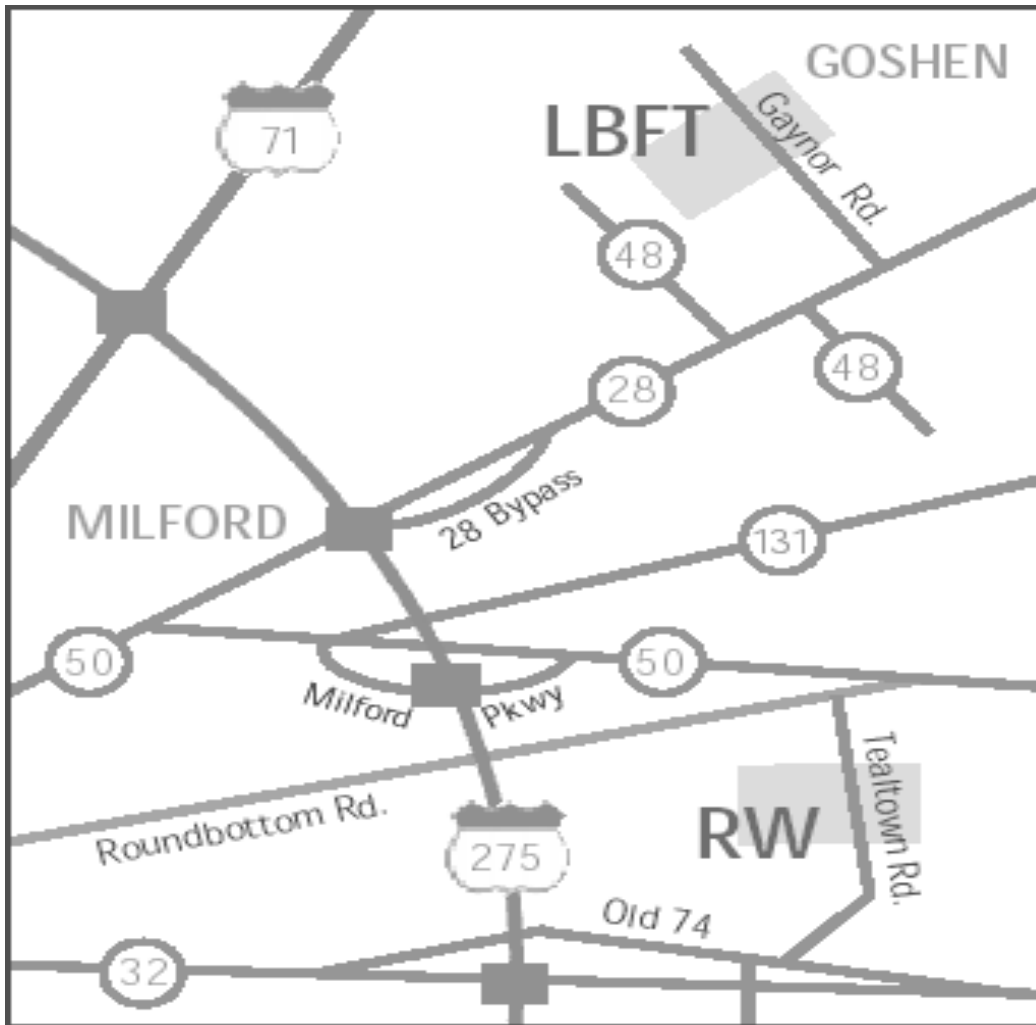 GOSHEN
LBFT
Gaynor Rd.
71
48
48
28
28 Bypass
MILFORD
131
50
50
Milford Pkwy
Tealtown Rd.
Roundbottom Rd.
RW
275
Old 74
32